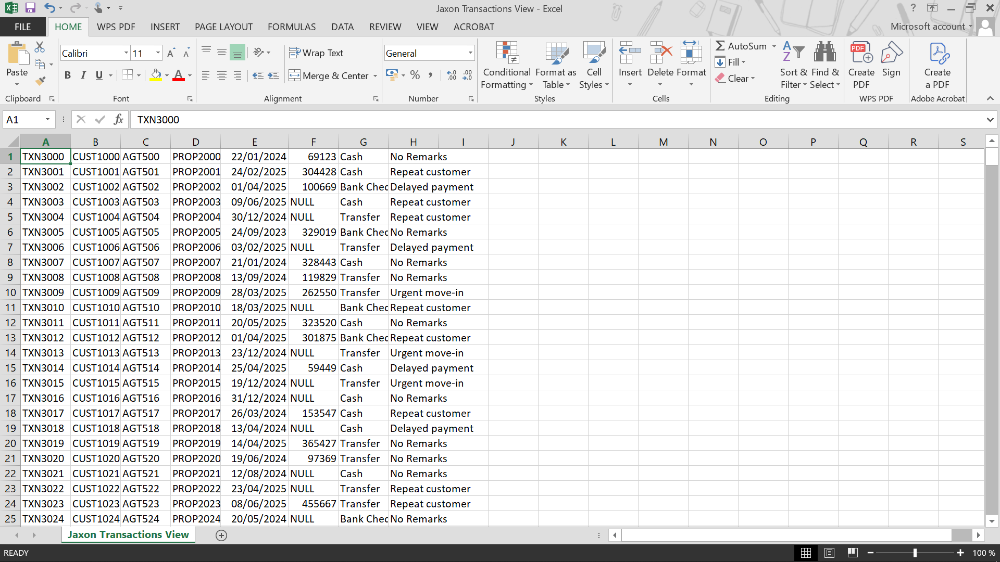 Jaxon Transactions View - Excel
?
FILE HOME WPS PDF INSERT PAGE LAYOUT FORMULAS DATA REVIEW VIEW ACROBAT Microsoft account
Paste Calibri 11 A A Wrap Text General Conditional Formatting Format as Table Cell Styles Insert Delete Format AutoSum Fill Clear Sort & Filter Find & Select Create PDF Sign Create a PDF
B I U A Merge & Center % ,
Clipboard Font Alignment Number Styles Cells Editing WPS PDF Adobe Acrobat
A1 fx TXN3000
A B C D E F G H I J K L M N O P Q R S
1 TXN3000 CUST1000 AGT500 PROP2000 22/01/2024 69123 Cash No Remarks
2 TXN3001 CUST1001 AGT501 PROP2001 24/02/2025 304428 Cash Repeat customer
3 TXN3002 CUST1002 AGT502 PROP2002 01/04/2025 100669 Bank Chec Delayed payment
4 TXN3003 CUST1003 AGT503 PROP2003 09/06/2025 NULL Cash Repeat customer
5 TXN3004 CUST1004 AGT504 PROP2004 30/12/2024 NULL Transfer Repeat customer
6 TXN3005 CUST1005 AGT505 PROP2005 24/09/2023 329019 Bank Chec No Remarks
7 TXN3006 CUST1006 AGT506 PROP2006 03/02/2025 NULL Transfer Delayed payment
8 TXN3007 CUST1007 AGT507 PROP2007 21/01/2024 328443 Cash No Remarks
9 TXN3008 CUST1008 AGT508 PROP2008 13/09/2024 119829 Transfer No Remarks
10 TXN3009 CUST1009 AGT509 PROP2009 28/03/2025 262550 Transfer Urgent move-in
11 TXN3010 CUST1010 AGT510 PROP2010 18/03/2025 NULL Bank Chec Repeat customer
12 TXN3011 CUST1011 AGT511 PROP2011 20/05/2025 323520 Cash No Remarks
13 TXN3012 CUST1012 AGT512 PROP2012 01/04/2025 301875 Bank Chec Repeat customer
14 TXN3013 CUST1013 AGT513 PROP2013 23/12/2024 NULL Transfer Urgent move-in
15 TXN3014 CUST1014 AGT514 PROP2014 25/04/2025 59449 Cash Delayed payment
16 TXN3015 CUST1015 AGT515 PROP2015 19/12/2024 NULL Transfer Urgent move-in
17 TXN3016 CUST1016 AGT516 PROP2016 31/12/2024 NULL Cash No Remarks
18 TXN3017 CUST1017 AGT517 PROP2017 26/03/2024 153547 Cash Repeat customer
19 TXN3018 CUST1018 AGT518 PROP2018 13/04/2024 NULL Cash Delayed payment
20 TXN3019 CUST1019 AGT519 PROP2019 14/04/2025 365427 Transfer No Remarks
21 TXN3020 CUST1020 AGT520 PROP2020 19/06/2024 97369 Transfer No Remarks
22 TXN3021 CUST1021 AGT521 PROP2021 12/08/2024 NULL Cash No Remarks
23 TXN3022 CUST1022 AGT522 PROP2022 23/04/2025 NULL Transfer Repeat customer
24 TXN3023 CUST1023 AGT523 PROP2023 08/06/2025 455667 Transfer Repeat customer
25 TXN3024 CUST1024 AGT524 PROP2024 20/05/2024 NULL Bank Chec No Remarks
Jaxon Transactions View
READY 100 %